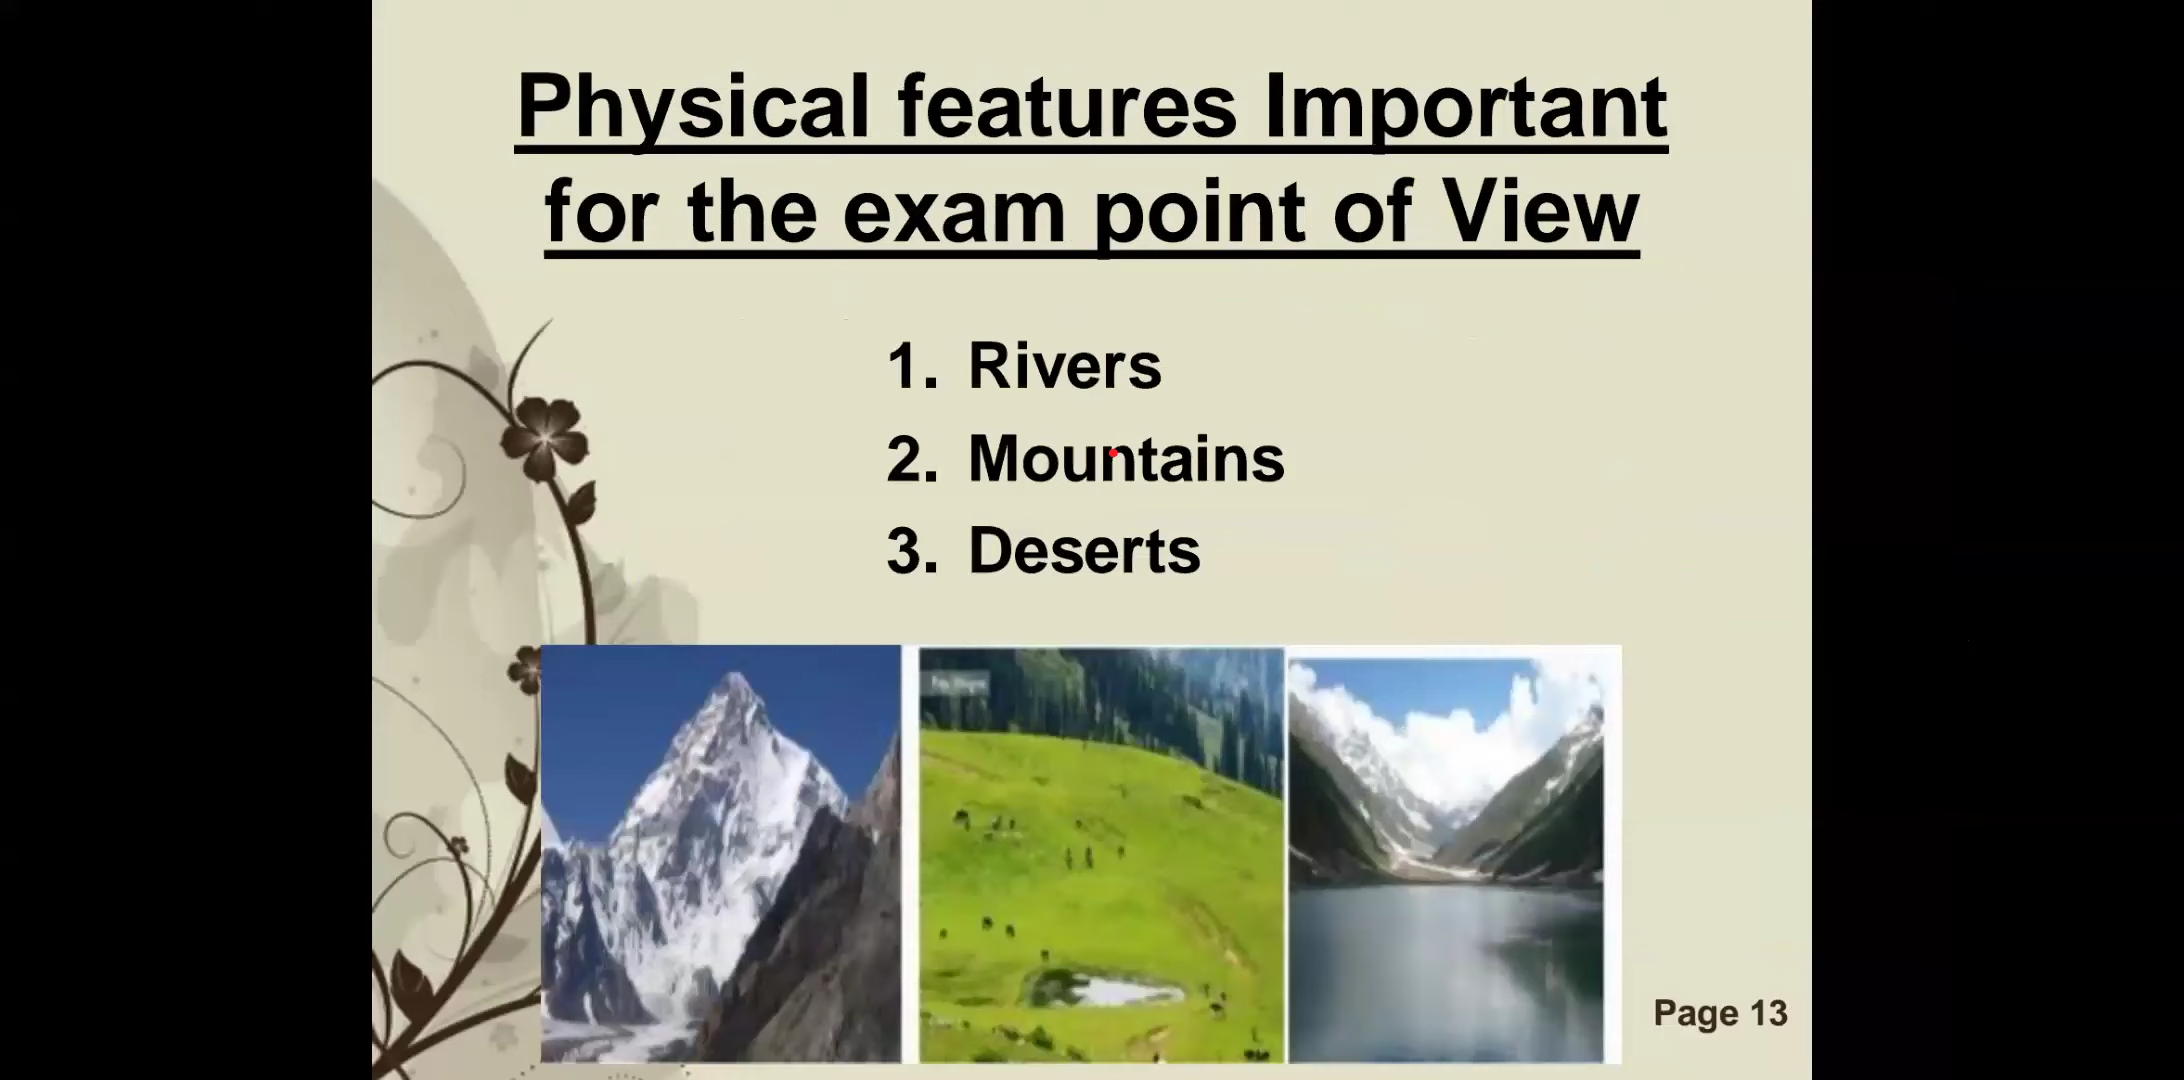 Physical features Important
for the exam point of View
1. Rivers
2. Mountains
3. Deserts
Page 13